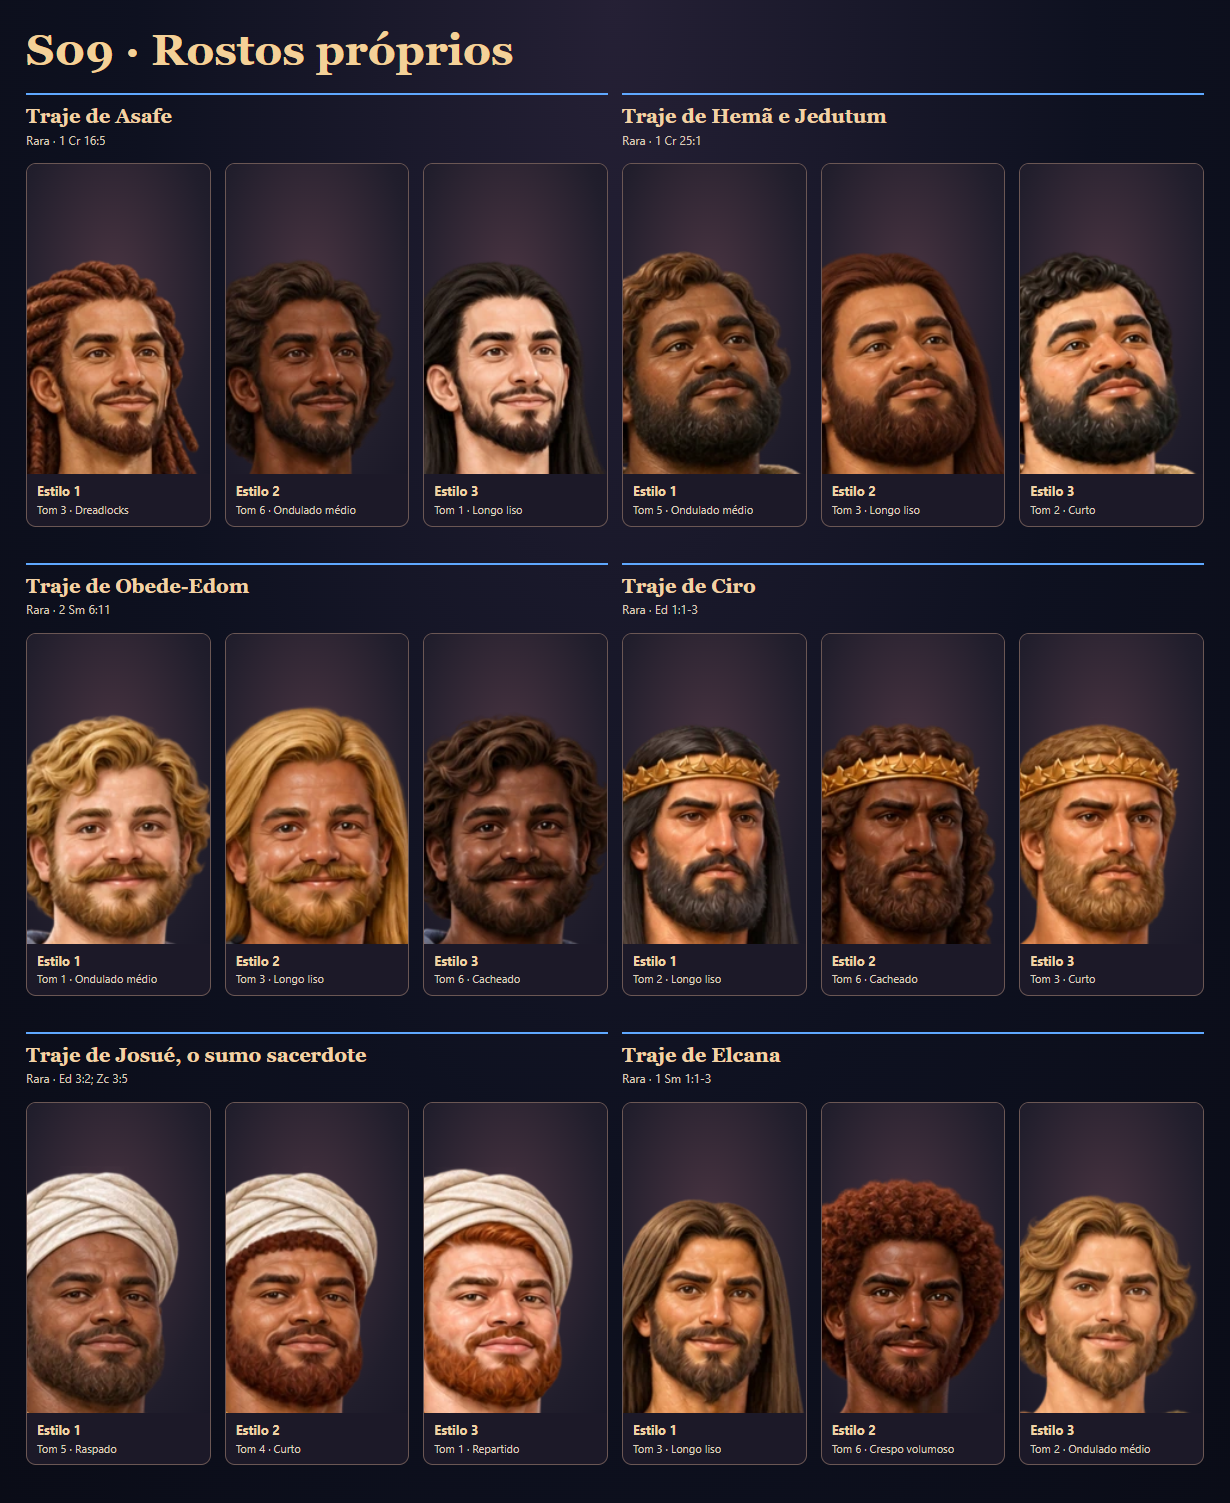 S09 · Rostos próprios
Traje de Asafe
Rara · 1 Cr 16:5
Estilo 1
Tom 3 · Dreadlocks
Estilo 2
Tom 6 · Ondulado médio
Estilo 3
Tom 1 · Longo liso
Traje de Hemã e Jedutum
Rara · 1 Cr 25:1
Estilo 1
Tom 5 · Ondulado médio
Estilo 2
Tom 3 · Longo liso
Estilo 3
Tom 2 · Curto
Traje de Obede-Edom
Rara · 2 Sm 6:11
Estilo 1
Tom 1 · Ondulado médio
Estilo 2
Tom 3 · Longo liso
Estilo 3
Tom 6 · Cacheado
Traje de Ciro
Rara · Ed 1:1-3
Estilo 1
Tom 2 · Longo liso
Estilo 2
Tom 6 · Cacheado
Estilo 3
Tom 3 · Curto
Traje de Josué, o sumo sacerdote
Rara · Ed 3:2; Zc 3:5
Estilo 1
Tom 5 · Raspado
Estilo 2
Tom 4 · Curto
Estilo 3
Tom 1 · Repartido
Traje de Elcana
Rara · 1 Sm 1:1-3
Estilo 1
Tom 3 · Longo liso
Estilo 2
Tom 6 · Crespo volumoso
Estilo 3
Tom 2 · Ondulado médio